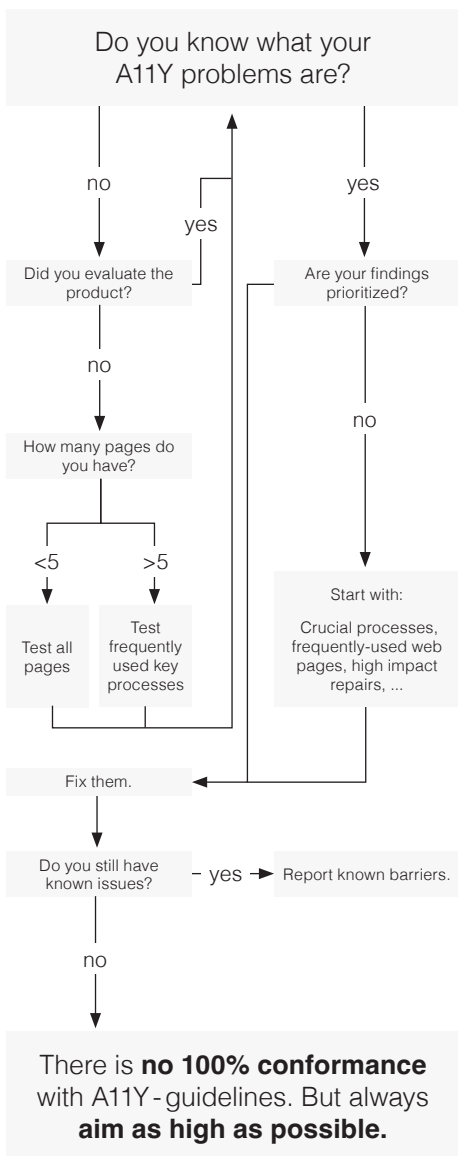 Do you know what your
A11Y problems are?
no
yes
yes
Did you evaluate the
product?
Are your findings
prioritized?
no
no
How many pages do
you have?
<5
>5
Test all
pages
Test
frequently
used key
processes
Start with:
Crucial processes,
frequently-used web
pages, high impact
repairs, ...
Fix them.
Do you still have
known issues?
yes
Report known barriers.
no
There is no 100% conformance
with A11Y-guidelines. But always
aim as high as possible.